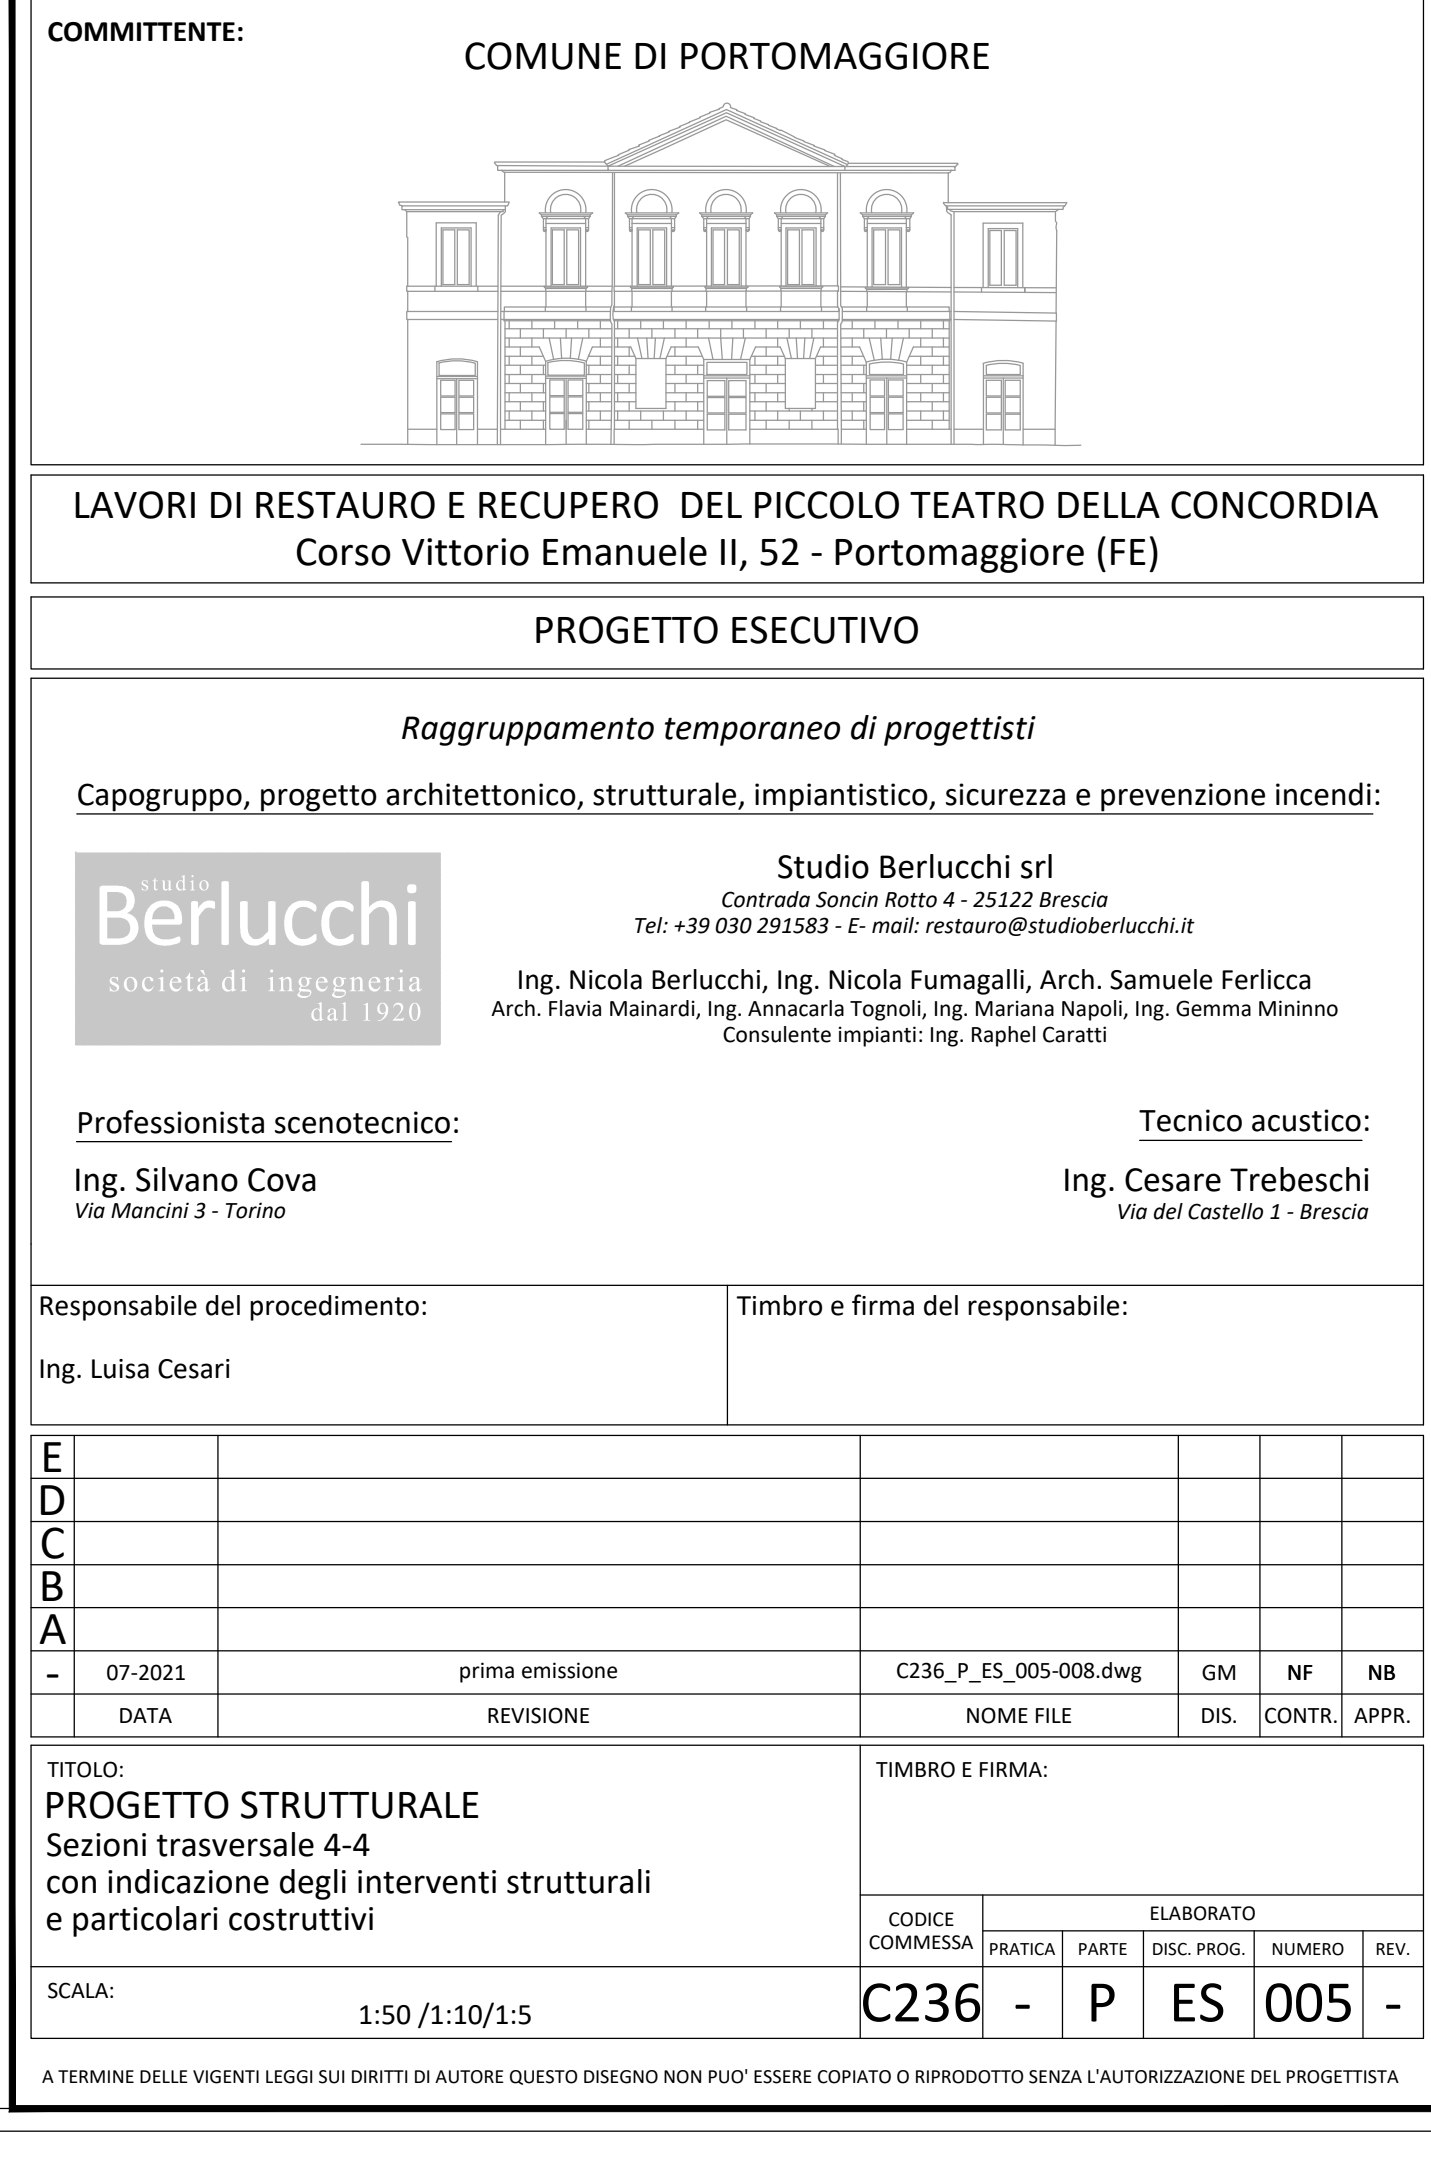 COMMITTENTE:
COMUNE DI PORTOMAGGIORE
LAVORI DI RESTAURO E RECUPERO DEL PICCOLO TEATRO DELLA CONCORDIA
Corso Vittorio Emanuele II, 52 - Portomaggiore (FE)
PROGETTO ESECUTIVO
Raggruppamento temporaneo di progettisti
Capogruppo, progetto architettonico, strutturale, impiantistico, sicurezza e prevenzione incendi:
studio
Berlucchi
società di ingegneria
dal 1920
Studio Berlucchi srl
Contrada Soncin Rotto 4 - 25122 Brescia
Tel: +39 030 291583 - E- mail: restauro@studioberlucchi.it
Ing. Nicola Berlucchi, Ing. Nicola Fumagalli, Arch. Samuele Ferlicca
Arch. Flavia Mainardi, Ing. Annacarla Tognoli, Ing. Mariana Napoli, Ing. Gemma Mininno
Consulente impianti: Ing. Raphel Caratti
Professionista scenotecnico:
Ing. Silvano Cova
Via Mancini 3 - Torino
Tecnico acustico:
Ing. Cesare Trebeschi
Via del Castello 1 - Brescia
Responsabile del procedimento:
Ing. Luisa Cesari
Timbro e firma del responsabile:
E
D
C
B
A
- 07-2021 prima emissione C236_P_ES_005-008.dwg GM NF NB
DATA REVISIONE NOME FILE DIS. CONTR. APPR.
TITOLO:
PROGETTO STRUTTURALE
Sezioni trasversale 4-4
con indicazione degli interventi strutturali
e particolari costruttivi
SCALA:
1:50 /1:10/1:5
TIMBRO E FIRMA:
CODICE
COMMESSA
ELABORATO
PRATICA PARTE DISC. PROG. NUMERO REV.
C236 - P ES 005 -
A TERMINE DELLE VIGENTI LEGGI SUI DIRITTI DI AUTORE QUESTO DISEGNO NON PUO' ESSERE COPIATO O RIPRODOTTO SENZA L'AUTORIZZAZIONE DEL PROGETTISTA